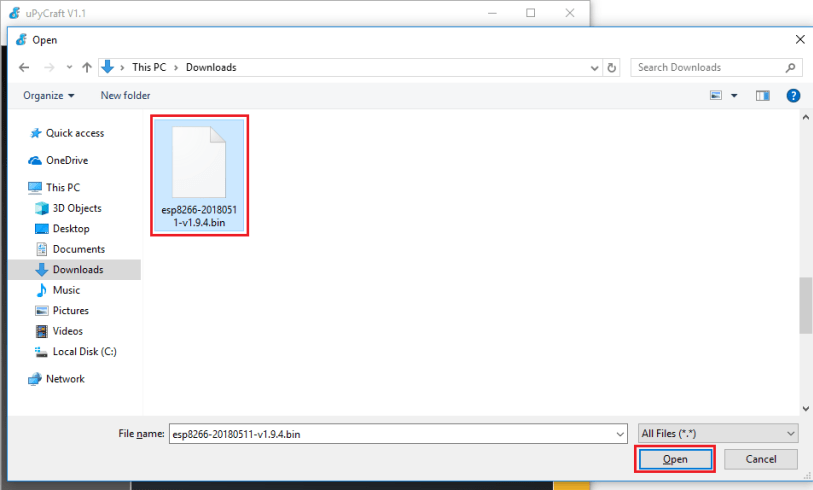 uPyCraft V1.1
Open
This PC > Downloads
Search Downloads
Organize
New folder
Quick access
OneDrive
This PC
3D Objects
Desktop
Documents
Downloads
Music
Pictures
Videos
Local Disk (C:)
Network
esp8266-2018051
1-v1.9.4.bin
File name:
esp8266-20180511-v1.9.4.bin
All Files (*.*)
Open
Cancel